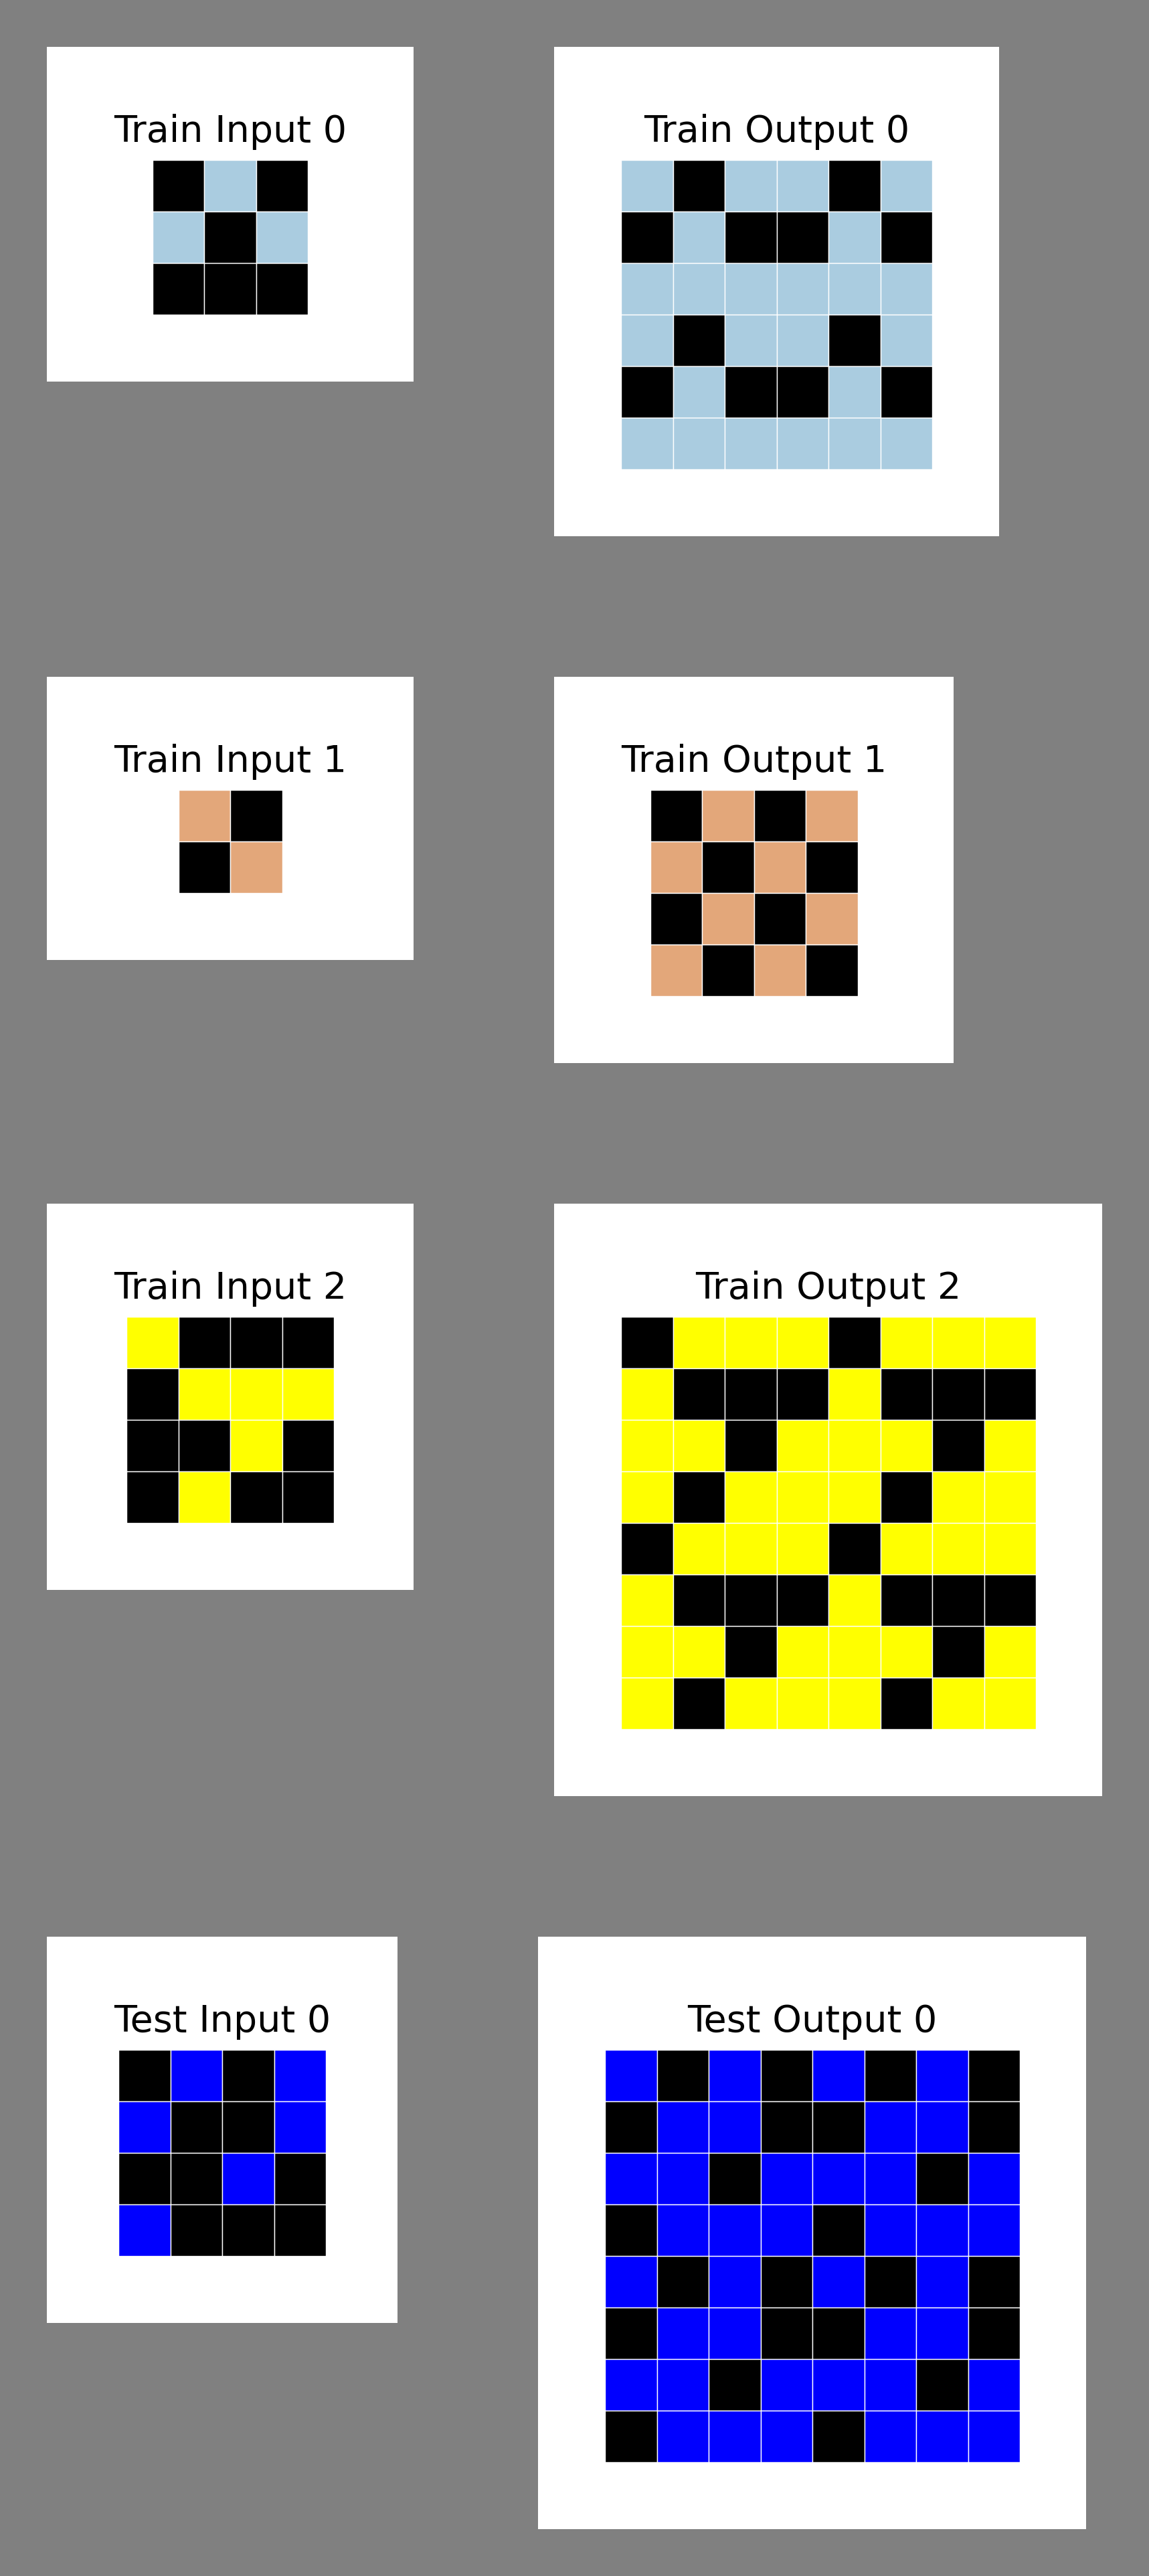 Train Input 0
Train Output 0
Train Input 1
Train Output 1
Train Input 2
Train Output 2
Test Input 0
Test Output 0